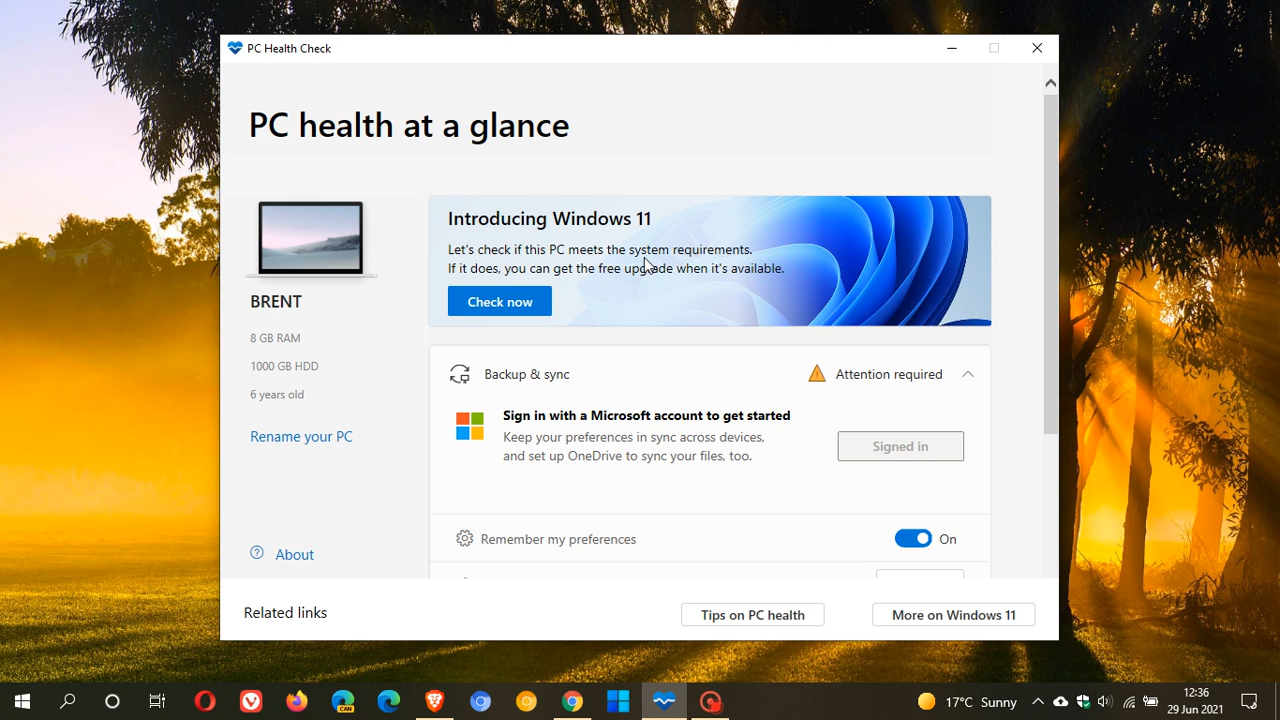 PC Health Check
PC health at a glance
BRENT
8 GB RAM
1000 GB HDD
6 years old
Rename your PC
About
Introducing Windows 11
Let's check if this PC meets the system requirements.
If it does, you can get the free upgrade when it's available.
Check now
Backup & sync
Attention required
Sign in with a Microsoft account to get started
Keep your preferences in sync across devices,
and set up OneDrive to sync your files, too.
Signed in
Remember my preferences
On
Related links
Tips on PC health
More on Windows 11
CAN
17°C Sunny
12:36
29 Jun 2021